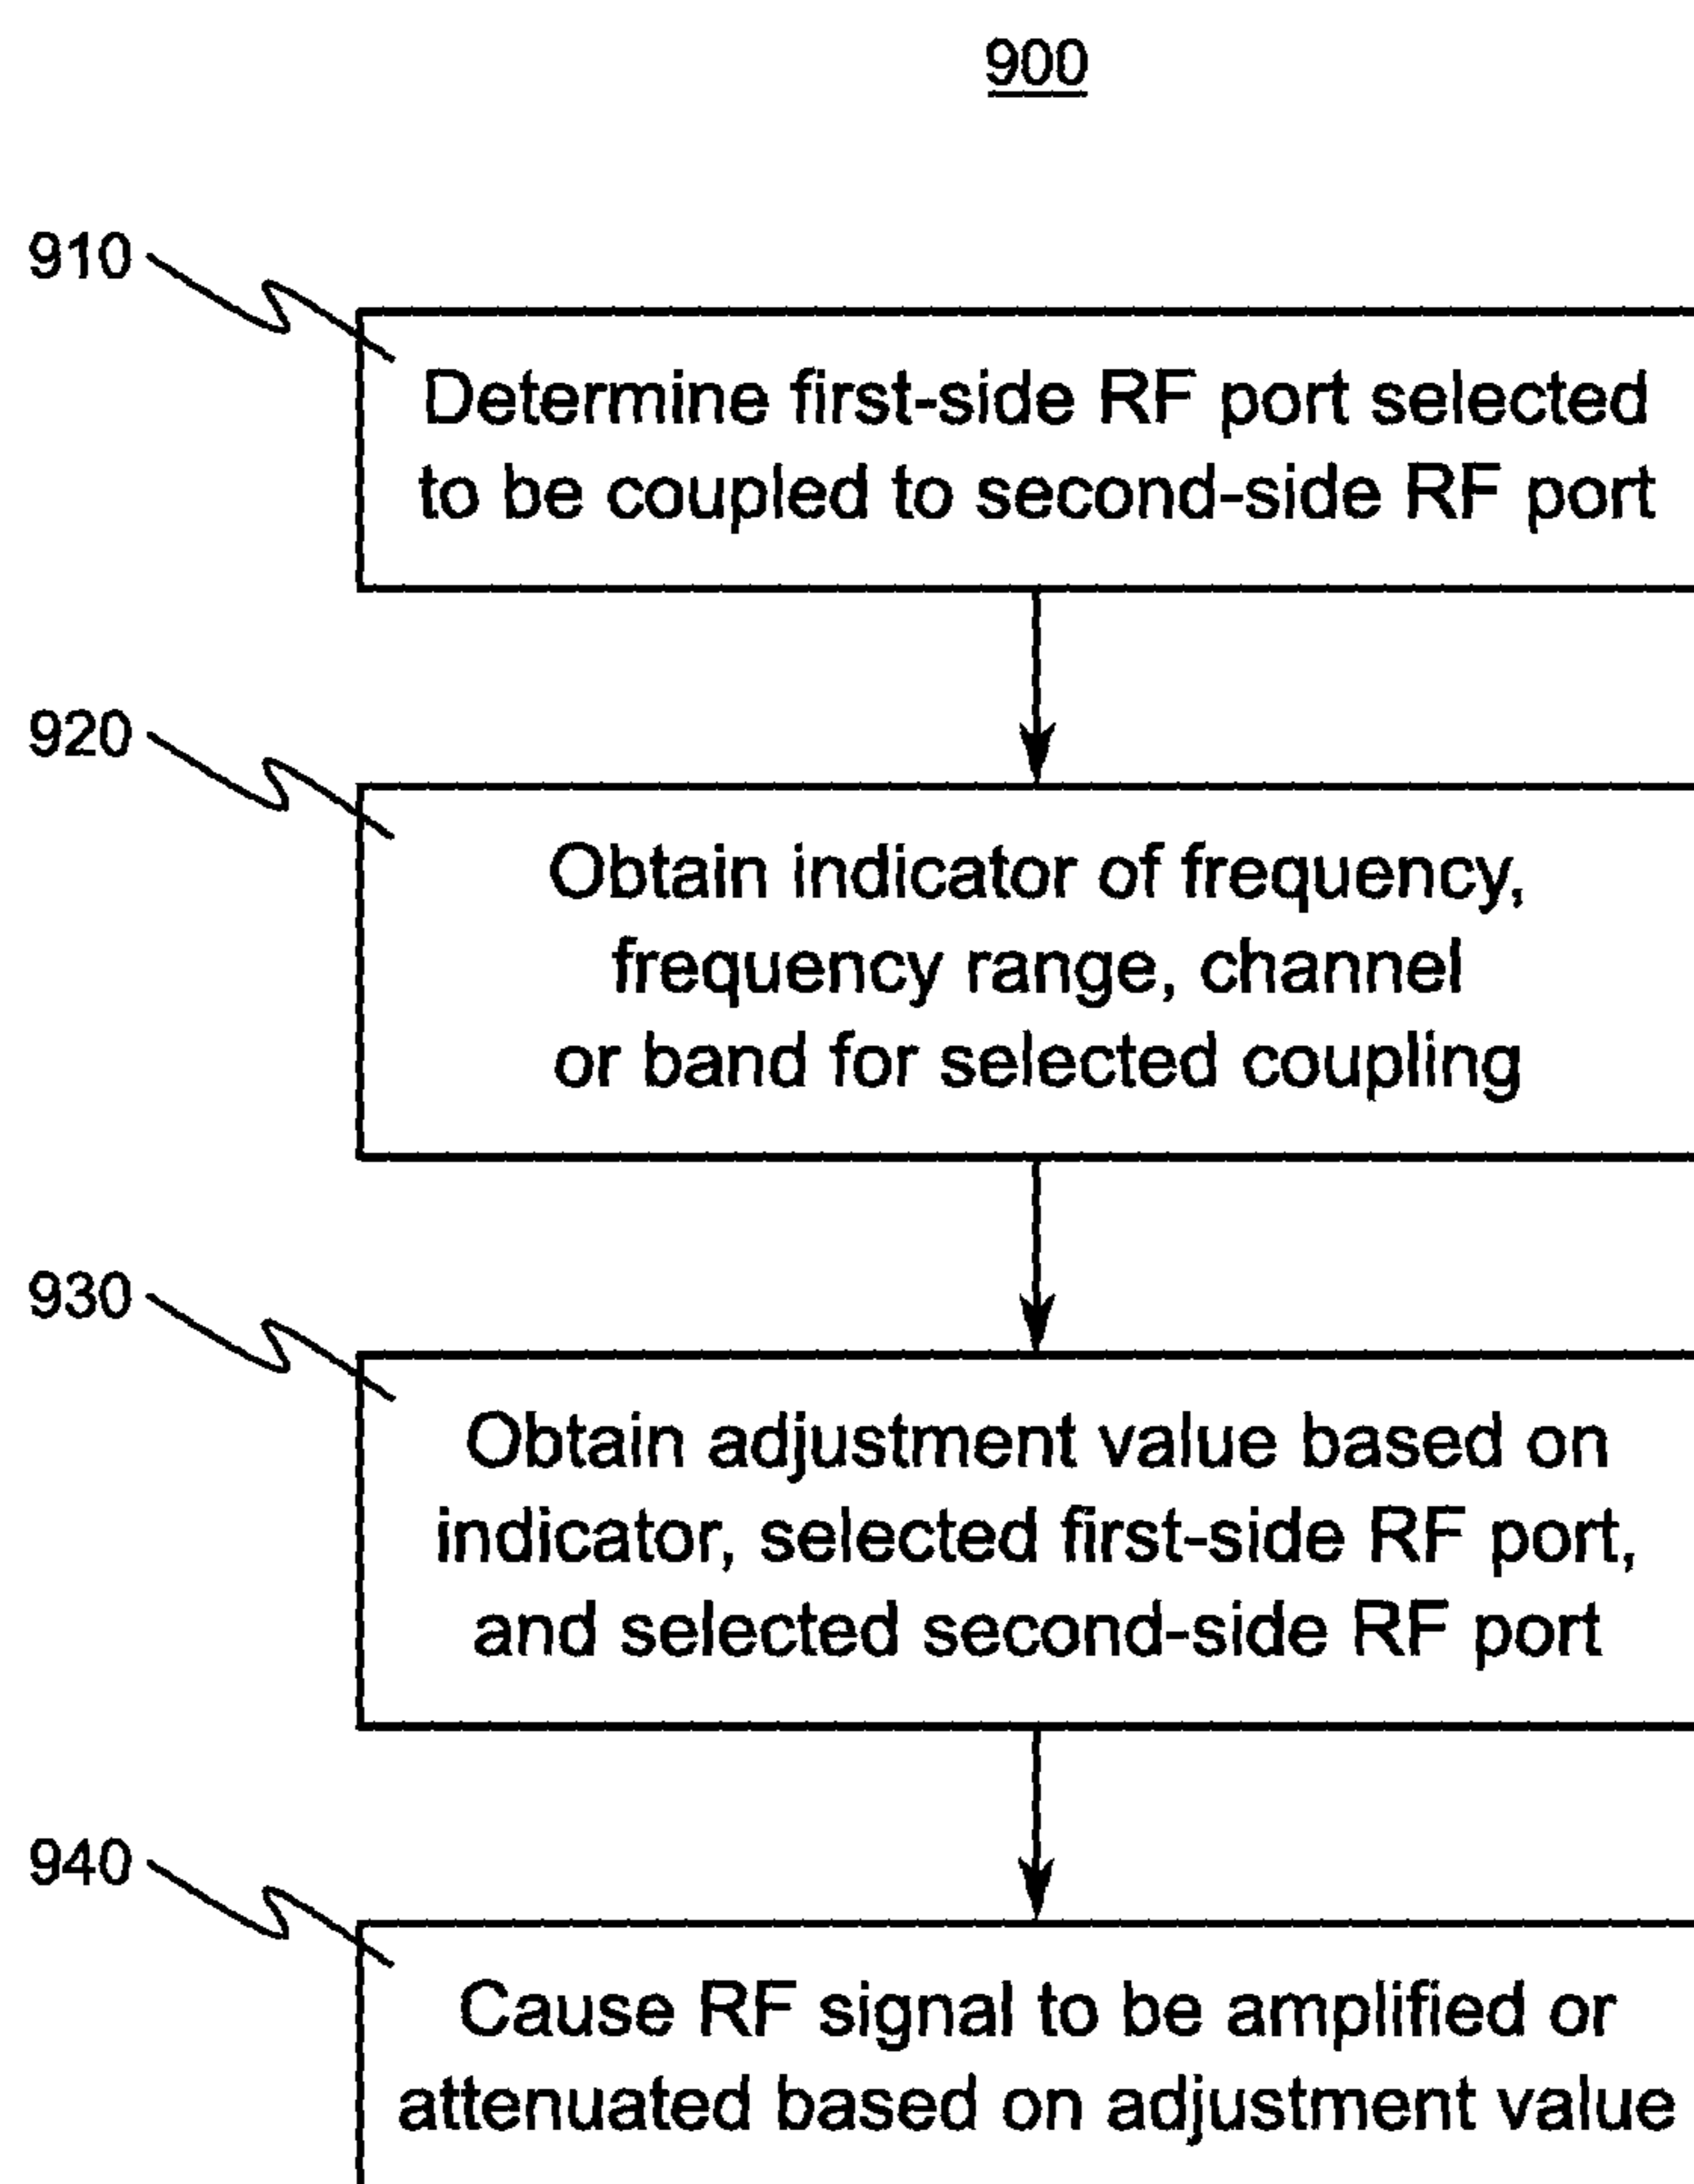 900
910
Determine first-side RF port selected
to be coupled to second-side RF port
920
Obtain indicator of frequency,
frequency range, channel
or band for selected coupling
930
Obtain adjustment value based on
indicator, selected first-side RF port,
and selected second-side RF port
940
Cause RF signal to be amplified or
attenuated based on adjustment value